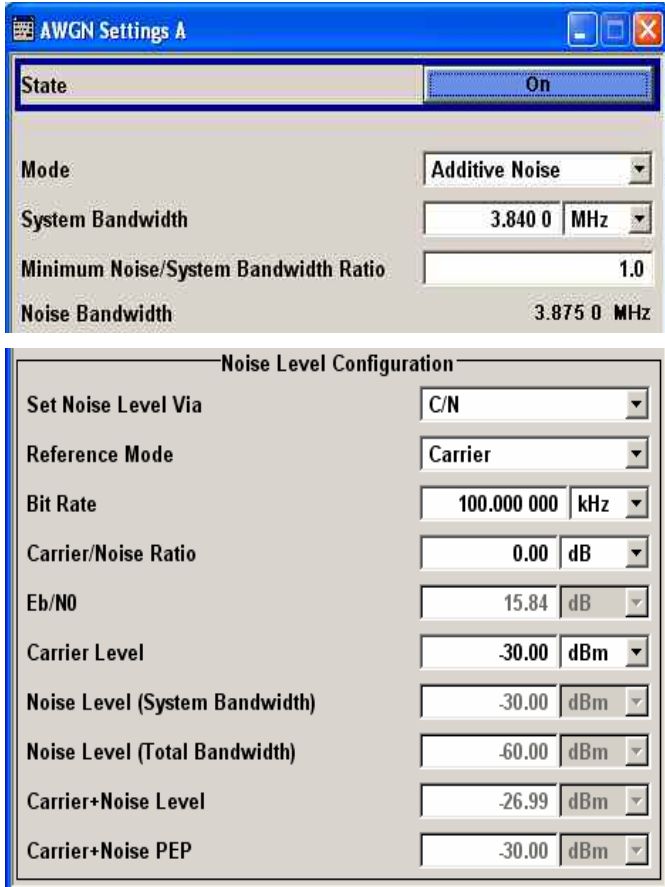 AWGN Settings A
State On
Mode Additive Noise
System Bandwidth 3.840 0 MHz
Minimum Noise/System Bandwidth Ratio 1.0
Noise Bandwidth 3.875 0 MHz
Noise Level Configuration
Set Noise Level Via C/N
Reference Mode Carrier
Bit Rate 100.000 000 kHz
Carrier/Noise Ratio 0.00 dB
Eb/N0 15.84 dB
Carrier Level -30.00 dBm
Noise Level (System Bandwidth) -30.00 dBm
Noise Level (Total Bandwidth) -60.00 dBm
Carrier+Noise Level -26.99 dBm
Carrier+Noise PEP -30.00 dBm